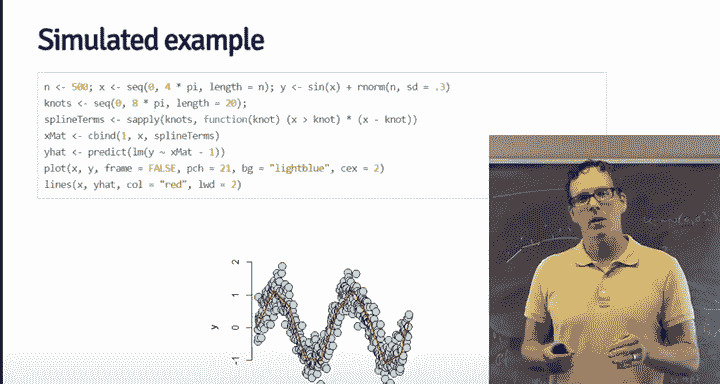 Simulated example
n <- 500; x <- seq(0, 4 * pi, length = n); y <- sin(x) + rnorm(n, sd = .3)
knots <- seq(0, 8 * pi, length = 20);
splineTerms <- sapply(knots, function(knot) (x > knot) * (x - knot))
xMat <- cbind(1, x, splineTerms)
yhat <- predict(lm(y ~ xMat - 1))
plot(x, y, frame = FALSE, pch = 21, bg = "lightblue", cex = 2)
lines(x, yhat, col = "red", lwd = 2)
2
1
y
0
-1